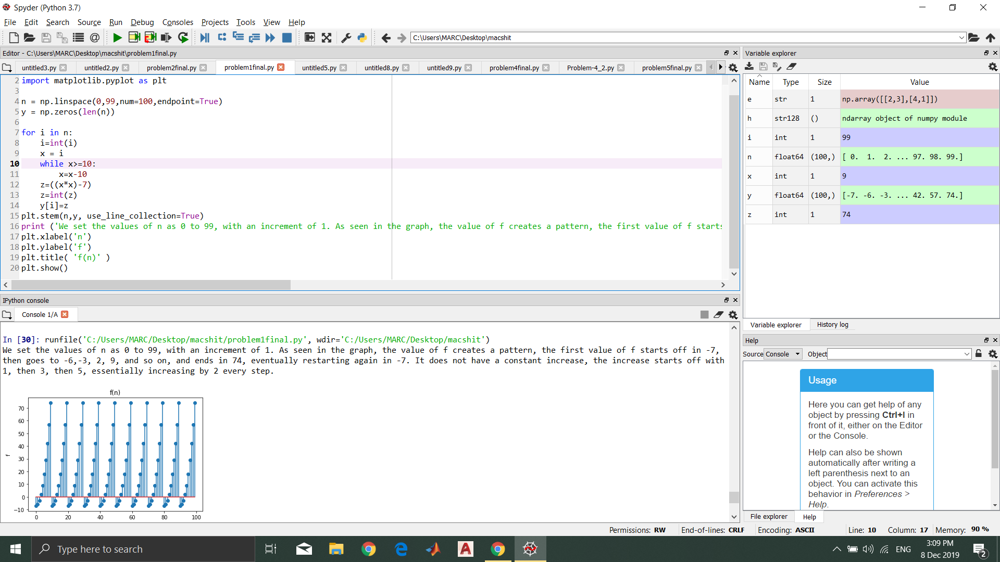 Spyder (Python 3.7)
File Edit Search Source Run Debug Consoles Projects Tools View Help
C:\Users\MARC\Desktop\macshit
Editor - C:\Users\MARC\Desktop\macshit\problem1final.py
untitled3.py untitled2.py problem2final.py problem1final.py untitled5.py untitled8.py untitled9.py problem4final.py Problem-4_2.py problem5final.py
2 import matplotlib.pyplot as plt
3
4 n = np.linspace(0,99,num=100,endpoint=True)
5 y = np.zeros(len(n))
6
7 for i in n:
8     i=int(i)
9     x = i
10     while x>=10:
11         x=x-10
12     z=((x*x)-7)
13     z=int(z)
14     y[i]=z
15 plt.stem(n,y, use_line_collection=True)
16 print ('We set the values of n as 0 to 99, with an increment of 1. As seen in the graph, the value of f creates a pattern, the first value of f starts
17 plt.xlabel('n')
18 plt.ylabel('f')
19 plt.title( 'f(n)' )
20 plt.show()
IPython console
Console 1/A
In [30]: runfile('C:/Users/MARC/Desktop/macshit/problem1final.py', wdir='C:/Users/MARC/Desktop/macshit')
We set the values of n as 0 to 99, with an increment of 1. As seen in the graph, the value of f creates a pattern, the first value of f starts off in -7,
then goes to -6,-3, 2, 9, and so on, and ends in 74, eventually restarting again in -7. It does not have a constant increase, the increase starts off with
1, then 3, then 5, essentially increasing by 2 every step.
f(n)
70
60
50
40
30
20
10
0
−10
f
0 20 40 60 80 100
Variable explorer
Name Type Size Value
e str 1 np.array([[2,3],[4,1]])
h str128 () ndarray object of numpy module
i int 1 99
n float64 (100,) [ 0.  1.  2. ... 97. 98. 99.]
x int 1 9
y float64 (100,) [-7. -6. -3. ... 42. 57. 74.]
z int 1 74
Variable explorer History log
Help
Source Console Object
Usage
Here you can get help of any
object by pressing Ctrl+I in
front of it, either on the Editor
or the Console.
Help can also be shown
automatically after writing a
left parenthesis next to an
object. You can activate this
behavior in Preferences >
Help.
File explorer Help
Permissions: RW End-of-lines: CRLF Encoding: ASCII Line: 10 Column: 17 Memory: 90 %
Type here to search
ENG
3:09 PM
8 Dec 2019
2